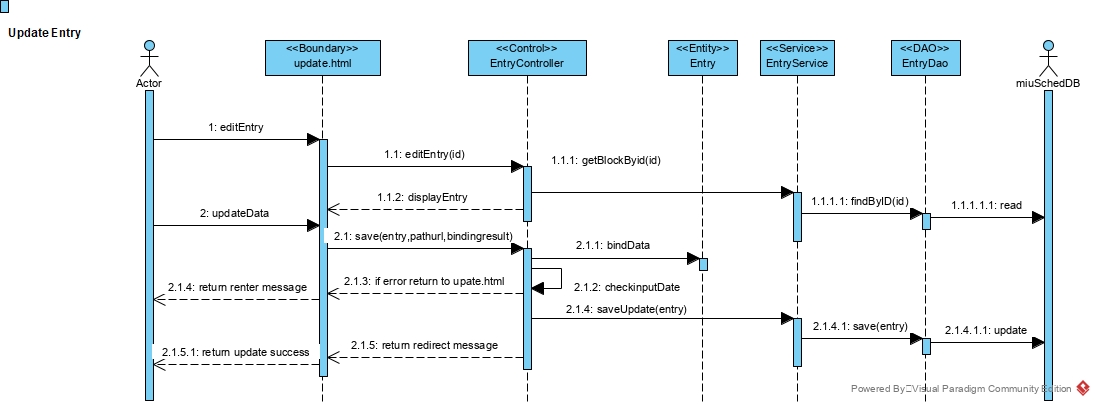 Update Entry
<<Boundary>>
update.html
<<Control>>
EntryController
<<Entity>>
Entry
<<Service>>
EntryService
<<DAO>>
EntryDao
Actor
miuSchedDB
1: editEntry
1.1: editEntry(id)
1.1.1: getBlockByid(id)
1.1.2: displayEntry
1.1.1.1: findByID(id)
1.1.1.1.1: read
2: updateData
2.1: save(entry,pathurl,bindingresult)
2.1.1: bindData
2.1.3: if error return to upate.html
2.1.2: checkinputDate
2.1.4: return renter message
2.1.4: saveUpdate(entry)
2.1.4.1: save(entry)
2.1.4.1.1: update
2.1.5: return redirect message
2.1.5.1: return update success
Powered By Visual Paradigm Community Edition